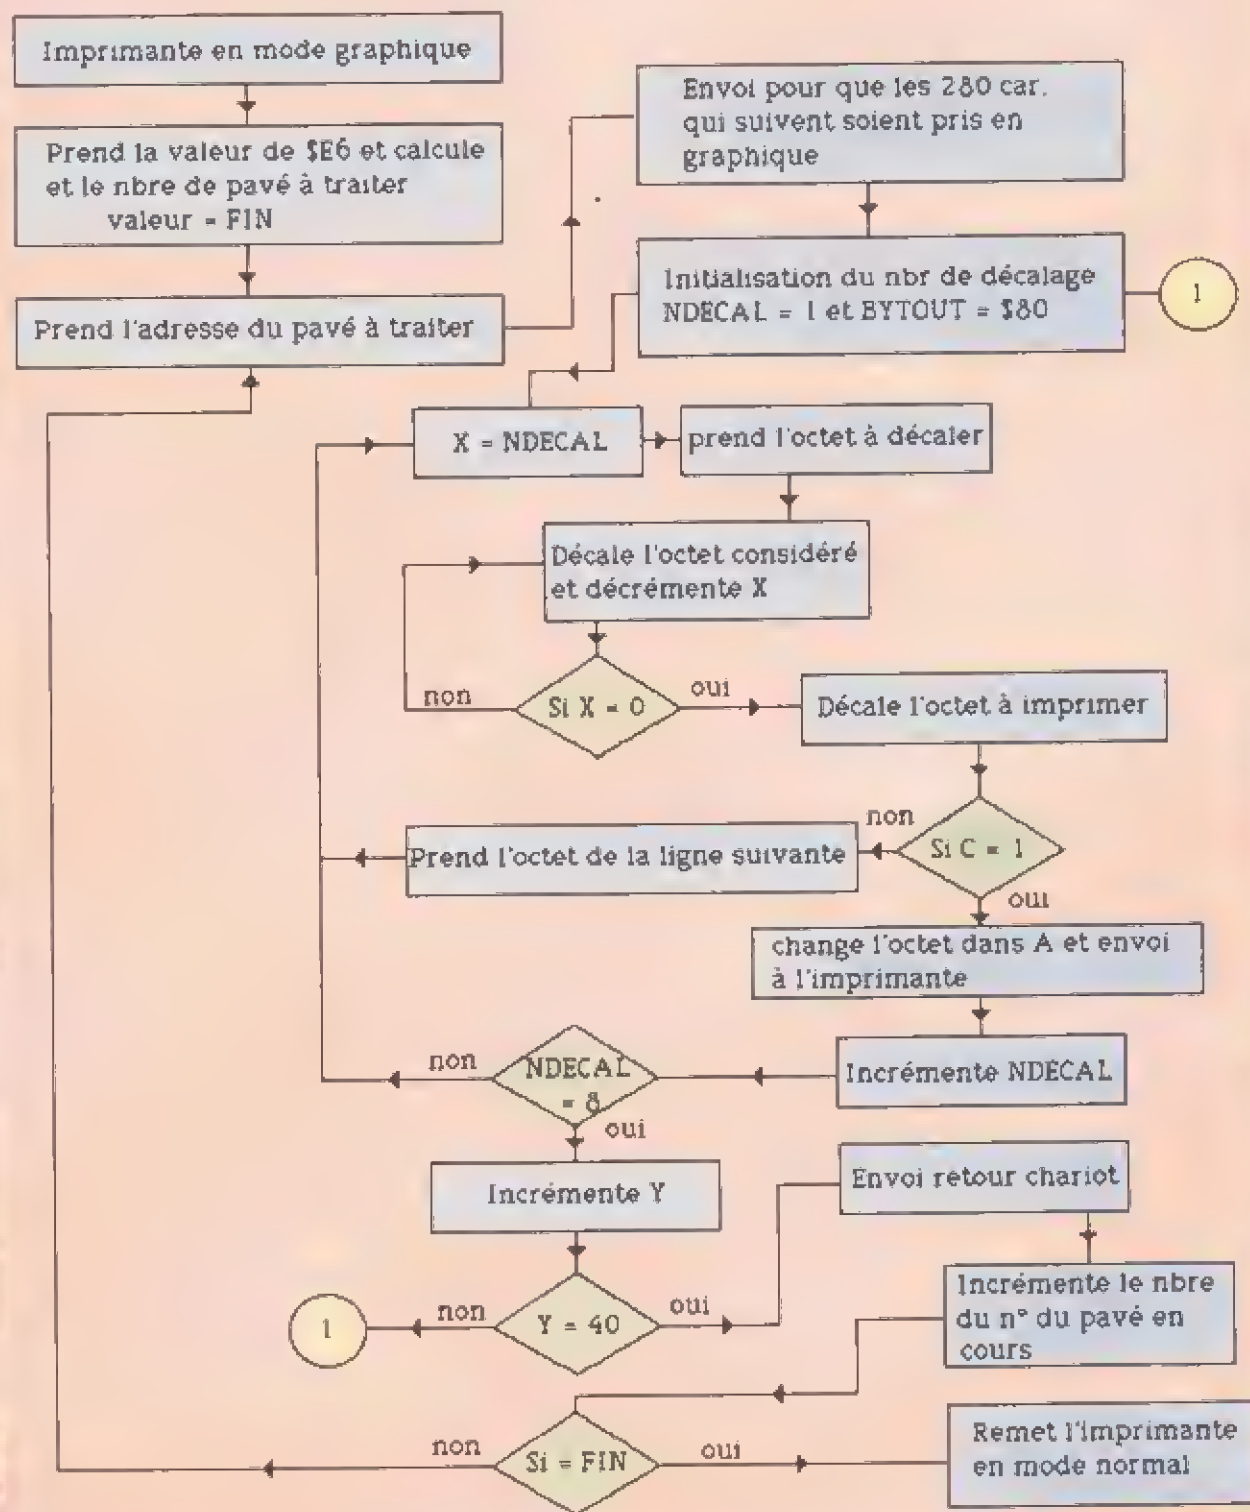 Imprimante en mode graphique
Prend la valeur de $E6 et calcule
et le nbre de pavé à traiter
valeur = FIN
Prend l'adresse du pavé à traiter
Envoi pour que les 280 car.
qui suivent soient pris en
graphique
Initialisation du nbr de décalage
NDECAL = 1 et BYTOUT = $80
1
X = NDECAL
prend l'octet à décaler
Décale l'octet considéré
et décrémente X
non
Si X = 0
oui
Décale l'octet à imprimer
non
Si C = 1
oui
Prend l'octet de la ligne suivante
change l'octet dans A et envoi
à l'imprimante
Incrémente NDECAL
non
NDECAL
= 8
oui
Incrémente Y
Envoi retour chariot
1
non
Y = 40
oui
Incrémente le nbre
du n° du pavé en
cours
non
Si = FIN
oui
Remet l'imprimante
en mode normal